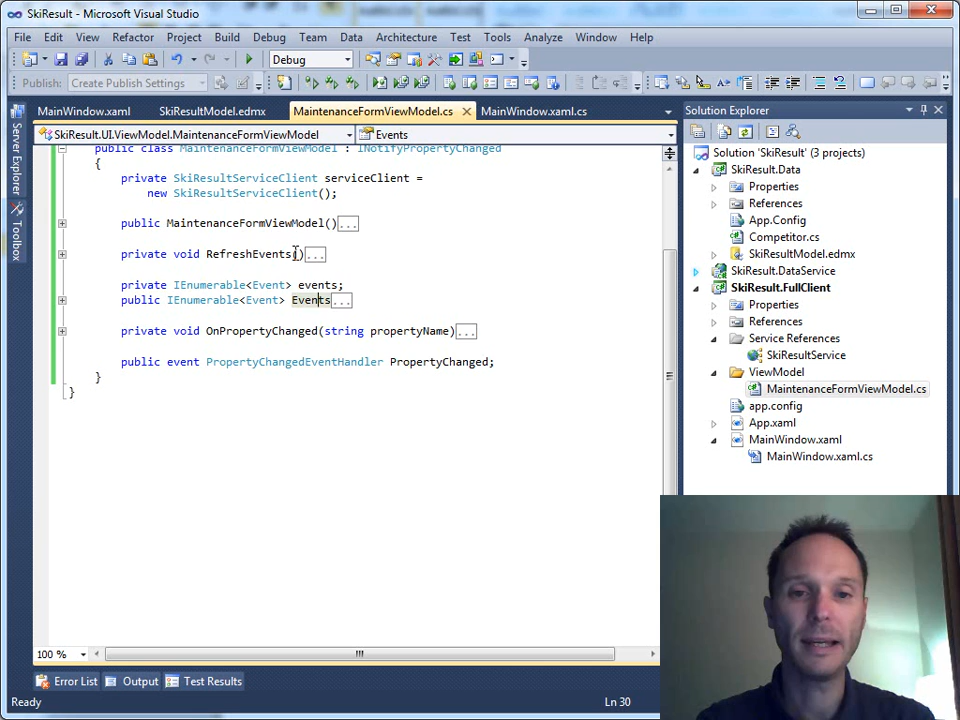 SkiResult - Microsoft Visual Studio
File Edit View Refactor Project Build Debug Team Data Architecture Test Tools Analyze Window Help
Debug
Publish: Create Publish Settings
MainWindow.xaml SkiResultModel.edmx MaintenanceFormViewModel.cs MainWindow.xaml.cs
SkiResult.UI.ViewModel.MaintenanceFormViewModel Events
public class MaintenanceFormViewModel : INotifyPropertyChanged
{
private SkiResultServiceClient serviceClient =
new SkiResultServiceClient();
public MaintenanceFormViewModel()...
private void RefreshEvents()...
private IEnumerable<Event> events;
public IEnumerable<Event> Events...
private void OnPropertyChanged(string propertyName)...
public event PropertyChangedEventHandler PropertyChanged;
}
}
100 %
Error List Output Test Results
Ready Ln 30
Server Explorer
Toolbox
Solution Explorer
Solution 'SkiResult' (3 projects)
SkiResult.Data
Properties
References
App.Config
Competitor.cs
SkiResultModel.edmx
SkiResult.DataService
SkiResult.FullClient
Properties
References
Service References
SkiResultService
ViewModel
MaintenanceFormViewModel.cs
app.config
App.xaml
MainWindow.xaml
MainWindow.xaml.cs